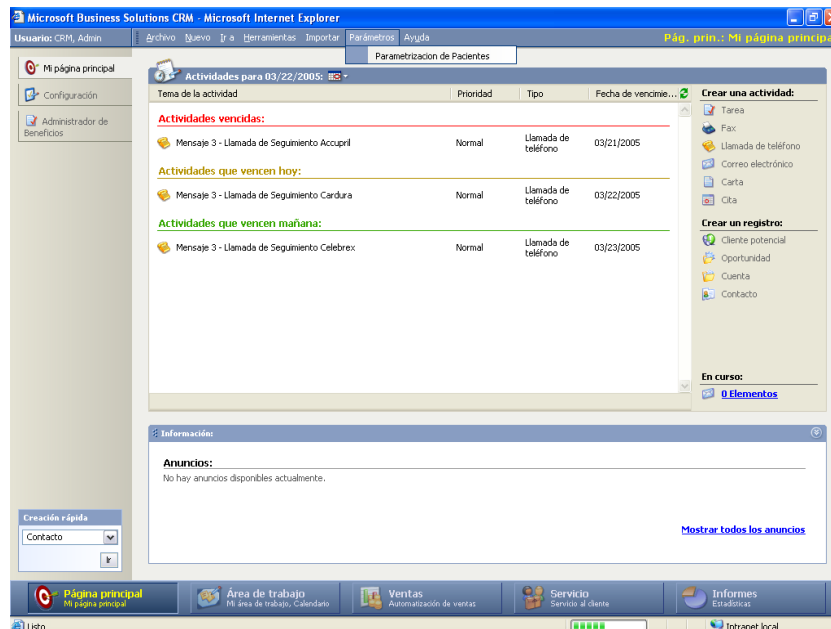 Microsoft Business Solutions CRM - Microsoft Internet Explorer
Usuario: CRM, Admin
Archivo Nuevo Ir a Herramientas Importar Parámetros Ayuda
Pág. prin.: Mi página principa
Parametrizacion de Pacientes
Mi página principal
Configuración
Administrador de
Beneficios
Actividades para 03/22/2005:
Tema de la actividad Prioridad Tipo Fecha de vencimie...
Actividades vencidas:
Mensaje 3 - Llamada de Seguimiento Accupril Normal Llamada de teléfono 03/21/2005
Actividades que vencen hoy:
Mensaje 3 - Llamada de Seguimiento Cardura Normal Llamada de teléfono 03/22/2005
Actividades que vencen mañana:
Mensaje 3 - Llamada de Seguimiento Celebrex Normal Llamada de teléfono 03/23/2005
Crear una actividad:
Tarea
Fax
Llamada de teléfono
Correo electrónico
Carta
Cita
Crear un registro:
Cliente potencial
Oportunidad
Cuenta
Contacto
En curso:
0 Elementos
Información:
Anuncios:
No hay anuncios disponibles actualmente.
Mostrar todos los anuncios
Creación rápida
Contacto
Ir
Página principal
Mi página principal
Área de trabajo
Mi área de trabajo, Calendario
Ventas
Automatización de ventas
Servicio
Servicio al cliente
Informes
Estadísticas
Listo
Intranet local